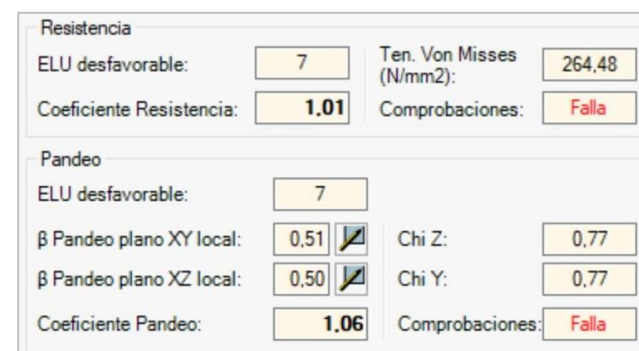 Resistencia
ELU desfavorable: 7 Ten. Von Misses (N/mm2): 264,48
Coeficiente Resistencia: 1.01 Comprobaciones: Falla
Pandeo
ELU desfavorable: 7
β Pandeo plano XY local: 0,51 Chi Z: 0,77
β Pandeo plano XZ local: 0,50 Chi Y: 0,77
Coeficiente Pandeo: 1.06 Comprobaciones: Falla